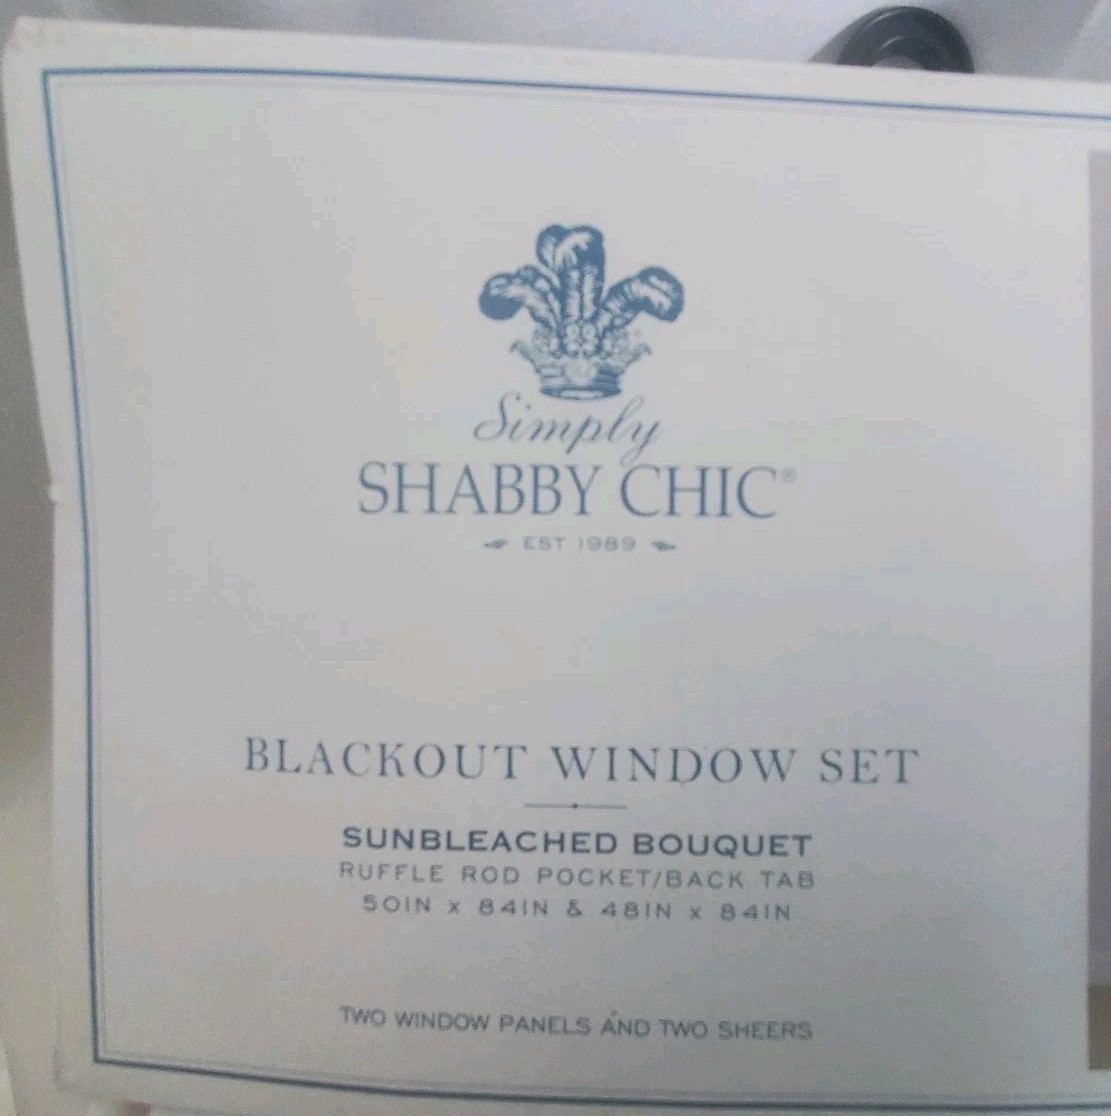 Simply
SHABBY CHIC®
EST 1989
BLACKOUT WINDOW SET
SUNBLEACHED BOUQUET
RUFFLE ROD POCKET/BACK TAB
50IN x 84IN & 48IN x 84IN
TWO WINDOW PANELS AND TWO SHEERS